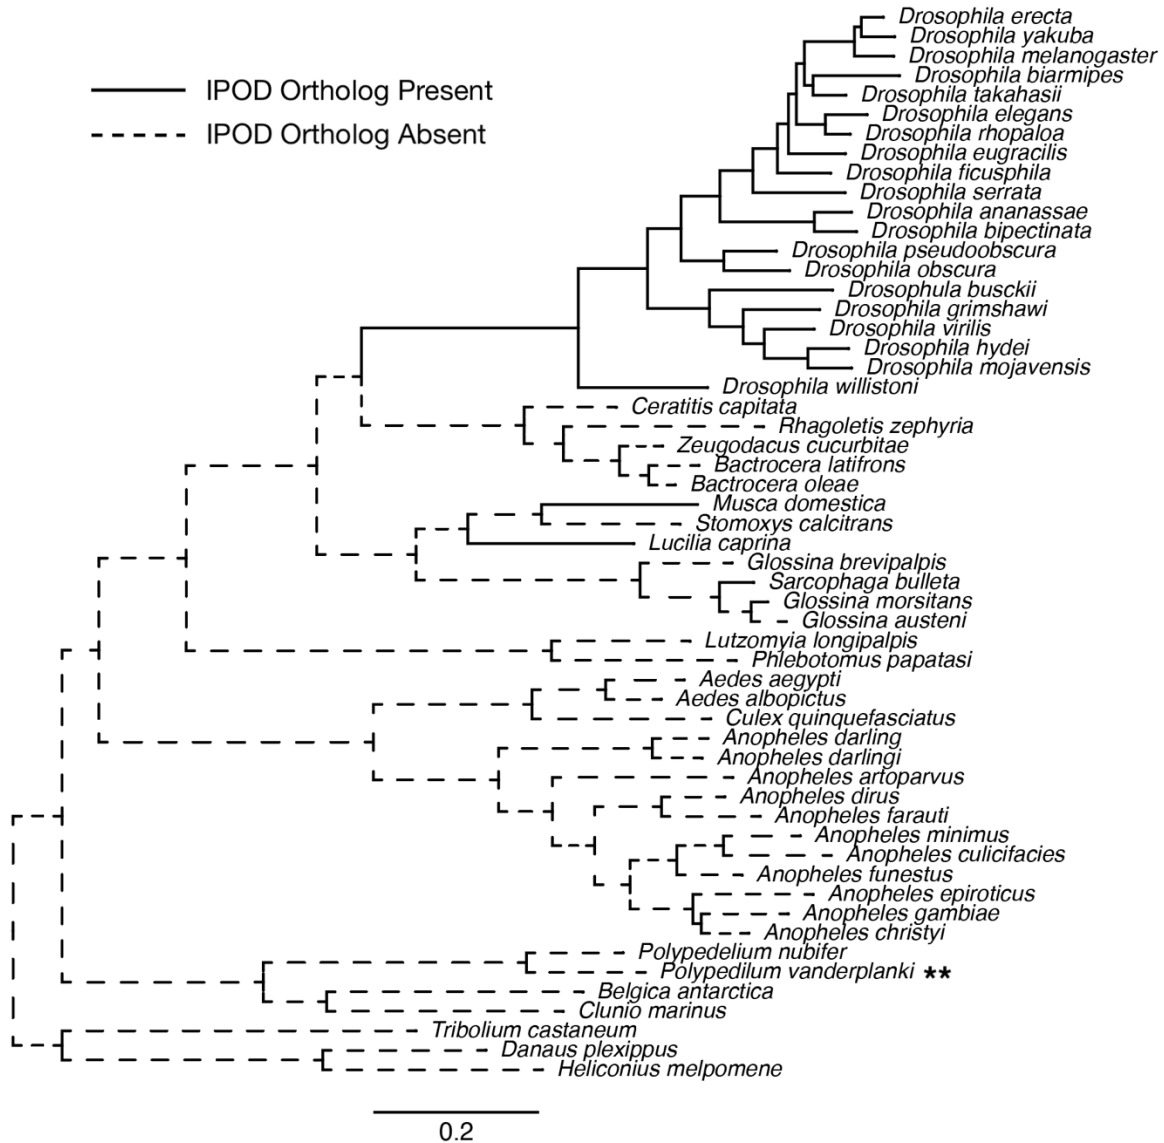 Drosophila erecta
Drosophila yakuba
Drosophila melanogaster
Drosophila biarmipes
Drosophila takahasii
Drosophila elegans
Drosophila rhopaloa
Drosophila eugracilis
Drosophila ficusphila
Drosophila serrata
Drosophila ananassae
Drosophila bipectinata
Drosophila pseudoobscura
Drosophila obscura
Drosophula busckii
Drosophila grimshawi
Drosophila virilis
Drosophila hydei
Drosophila mojavensis
Drosophila willistoni
Ceratitis capitata
Rhagoletis zephyria
Zeugodacus cucurbitae
Bactrocera latifrons
Bactrocera oleae
Musca domestica
Stomoxys calcitrans
Lucilia caprina
Glossina brevipalpis
Sarcophaga bulleta
Glossina morsitans
Glossina austeni
Lutzomyia longipalpis
Phlebotomus papatasi
Aedes aegypti
Aedes albopictus
Culex quinquefasciatus
Anopheles darling
Anopheles darlingi
Anopheles artoparvus
Anopheles dirus
Anopheles farauti
Anopheles minimus
Anopheles culicifacies
Anopheles funestus
Anopheles epiroticus
Anopheles gambiae
Anopheles christyi
Polypedelium nubifer
Polypedilum vanderplanki **
Belgica antarctica
Clunio marinus
Tribolium castaneum
Danaus plexippus
Heliconius melpomene
IPOD Ortholog Present
IPOD Ortholog Absent
0.2